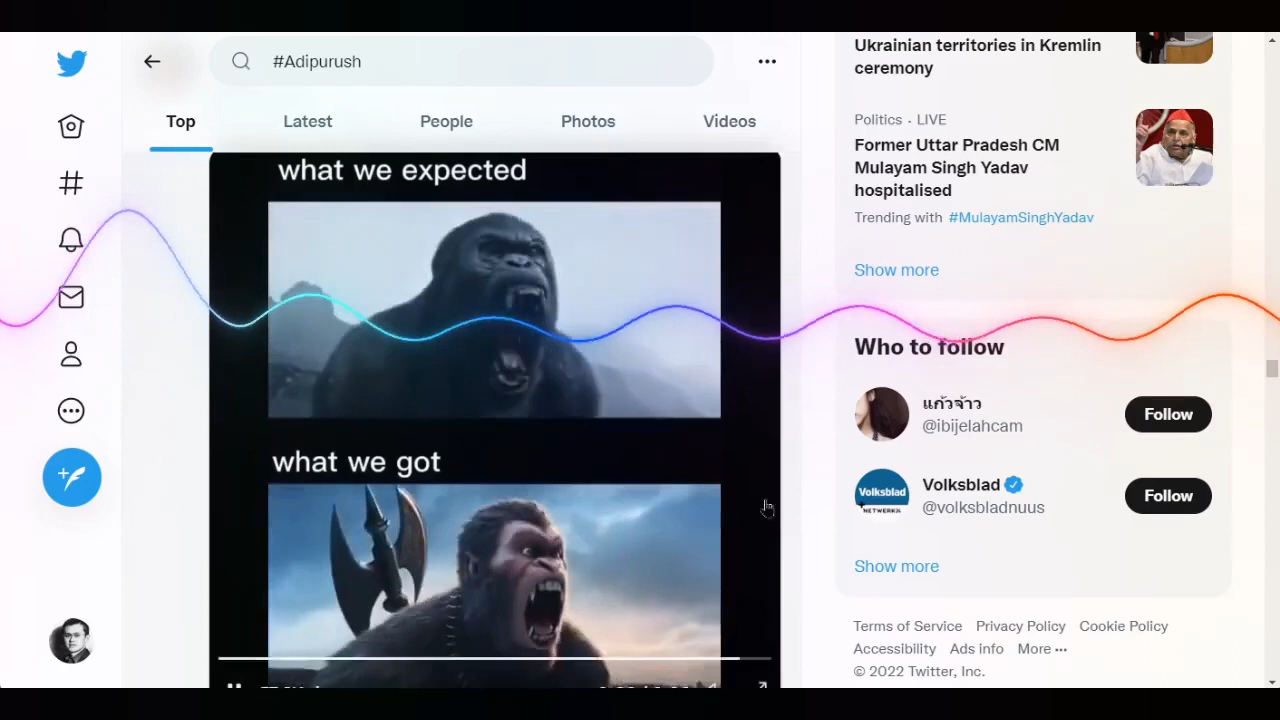 #Adipurush
Top
Latest
People
Photos
Videos
what we expected
what we got
Ukrainian territories in Kremlin
ceremony
Politics · LIVE
Former Uttar Pradesh CM
Mulayam Singh Yadav
hospitalised
Trending with #MulayamSinghYadav
Show more
Who to follow
แก้วจ๋าว
@ibijelahcam
Follow
Volksblad
NETWERK24
Volksblad
@volksbladnuus
Follow
Show more
Terms of Service Privacy Policy Cookie Policy
Accessibility Ads info More ···
© 2022 Twitter, Inc.